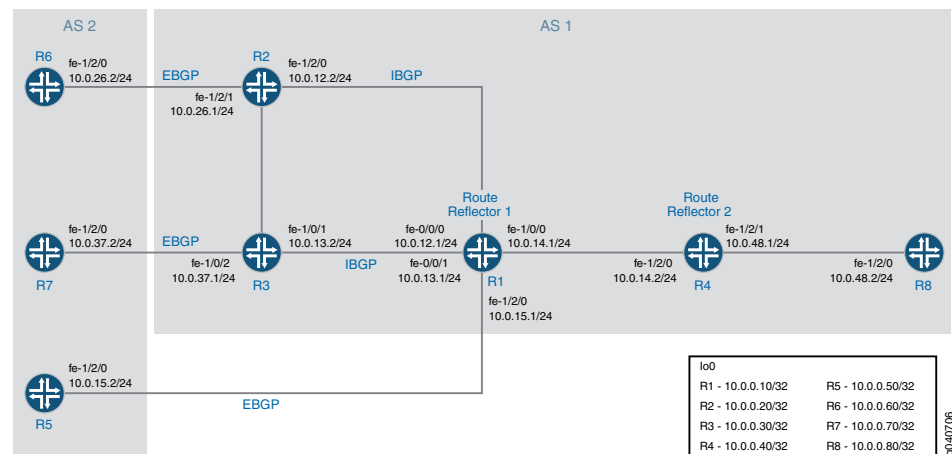 AS 2
AS 1
R6
fe-1/2/0
10.0.26.2/24
EBGP
fe-1/2/1
10.0.26.1/24
R2
fe-1/2/0
10.0.12.2/24
IBGP
Route
Reflector 1
Route
Reflector 2
fe-1/2/0
10.0.37.2/24
R7
EBGP
fe-1/0/2
10.0.37.1/24
fe-1/0/1
10.0.13.2/24
R3
IBGP
fe-0/0/0
10.0.12.1/24
fe-0/0/1
10.0.13.1/24
fe-1/0/0
10.0.14.1/24
R1
fe-1/2/0
10.0.15.1/24
fe-1/2/0
10.0.14.2/24
fe-1/2/1
10.0.48.1/24
R4
fe-1/2/0
10.0.48.2/24
R8
fe-1/2/0
10.0.15.2/24
R5
EBGP
lo0
R1 - 10.0.0.10/32 R5 - 10.0.0.50/32
R2 - 10.0.0.20/32 R6 - 10.0.0.60/32
R3 - 10.0.0.30/32 R7 - 10.0.0.70/32
R4 - 10.0.0.40/32 R8 - 10.0.0.80/32